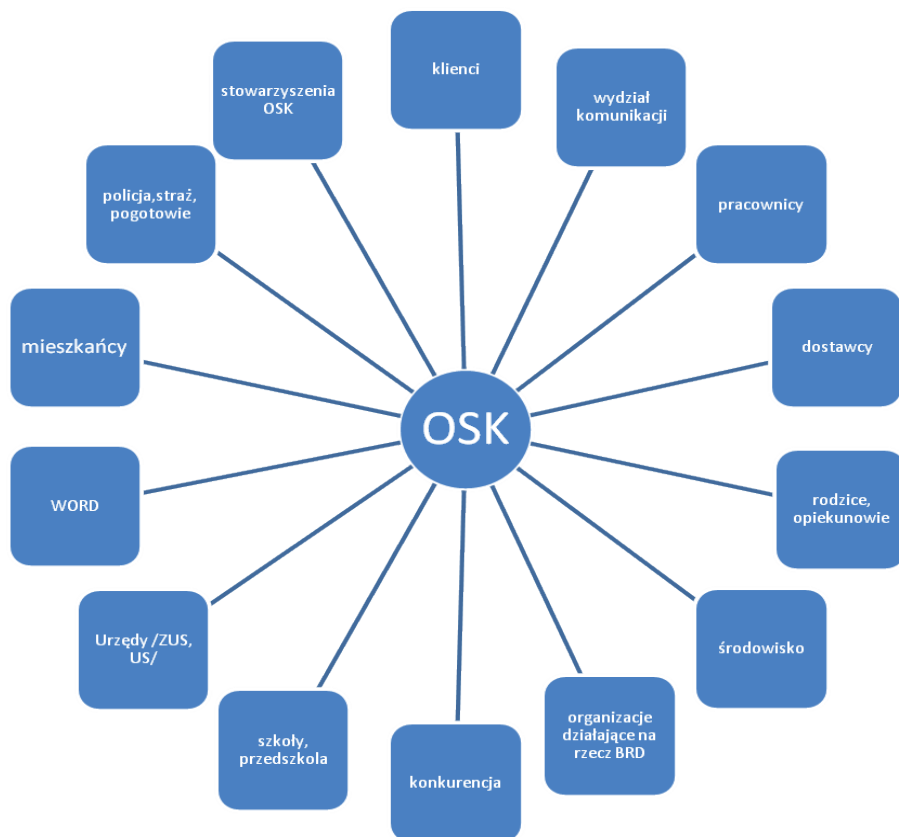 klienci
wydział
komunikacji
pracownicy
dostawcy
rodzice,
opiekunowie
środowisko
organizacje
działające na
rzecz BRD
konkurencja
szkoły,
przedszkola
Urzędy /ZUS,
US/
WORD
mieszkańcy
policja,straż,
pogotowie
stowarzyszenia
OSK
OSK